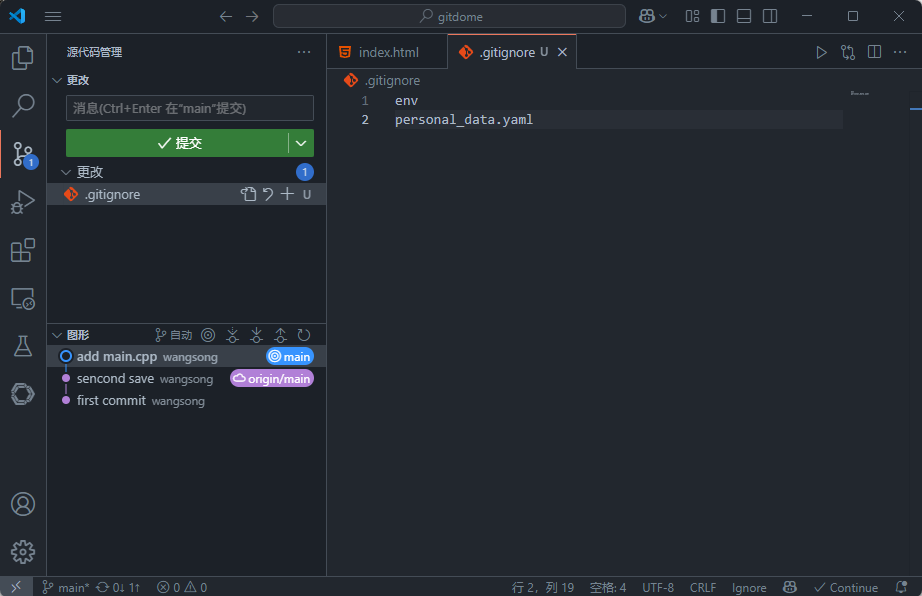 gitdome
源代码管理
更改
消息(Ctrl+Enter 在"main"提交)
提交
更改 1
.gitignore U
图形 自动
add main.cpp wangsong main
sencond save wangsong origin/main
first commit wangsong
1
index.html .gitignore U
.gitignore
1 env
2 personal_data.yaml
main* 0↓ 1↑ 0 0 行 2，列 19 空格: 4 UTF-8 CRLF Ignore Continue